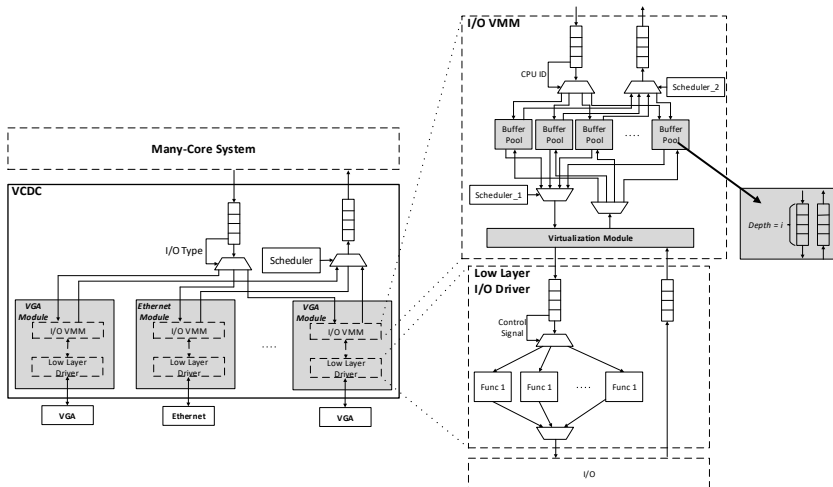 Many-Core System
VCDC
I/O Type
Scheduler
VGA
Module
I/O VMM
Low Layer
Driver
VGA
Ethernet
Module
I/O VMM
Low Layer
Driver
Ethernet
....
VGA
Module
I/O VMM
Low Layer
Driver
VGA
I/O VMM
CPU ID
Scheduler_2
Buffer
Pool
Buffer
Pool
Buffer
Pool
....
Buffer
Pool
Scheduler_1
Virtualization Module
Depth = i
Low Layer
I/O Driver
Control
Signal
Func 1
Func 1
....
Func 1
I/O